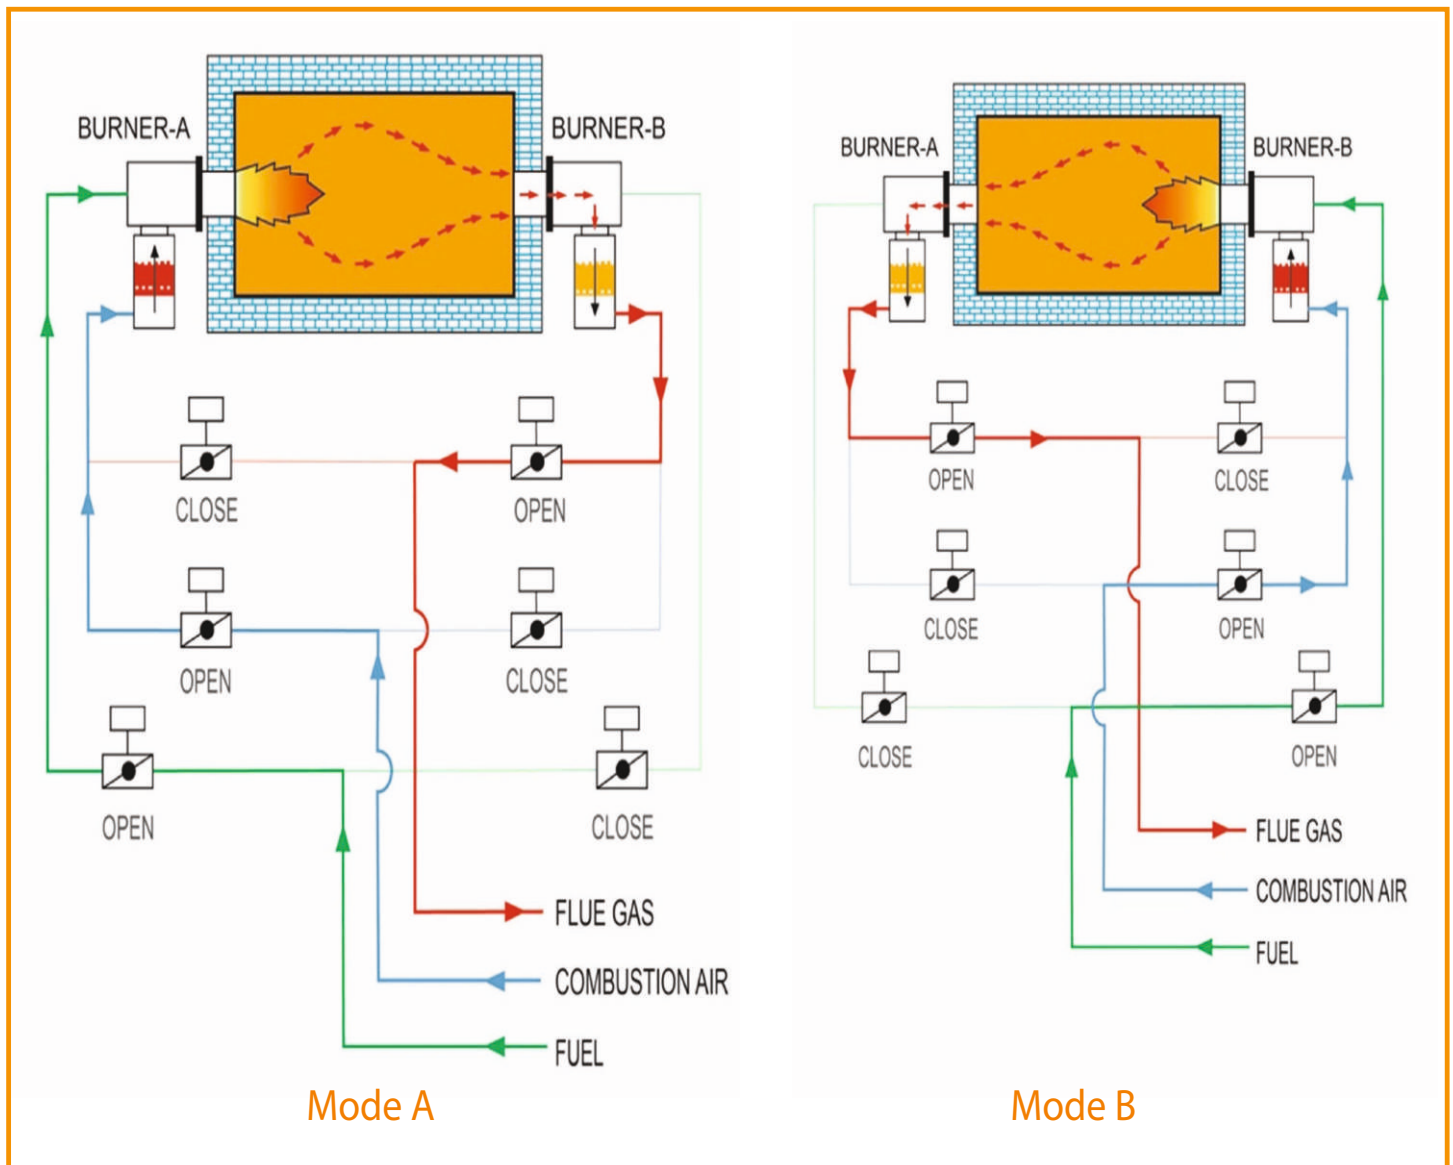 BURNER-A
BURNER-B
CLOSE
OPEN
OPEN
CLOSE
OPEN
CLOSE
FLUE GAS
COMBUSTION AIR
FUEL
Mode A
BURNER-A
BURNER-B
OPEN
CLOSE
CLOSE
OPEN
CLOSE
OPEN
FLUE GAS
COMBUSTION AIR
FUEL
Mode B